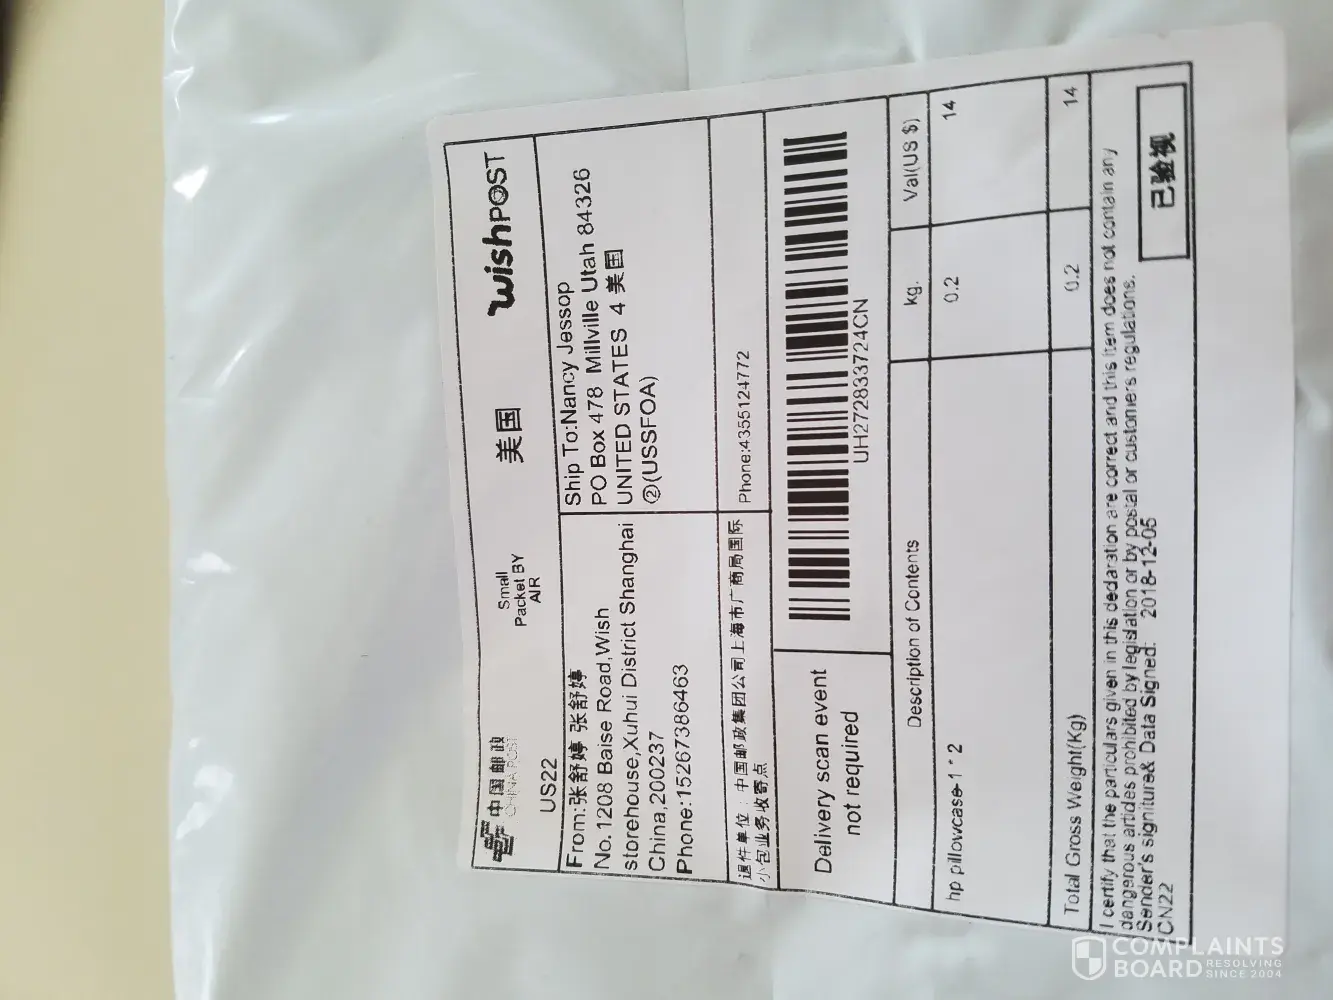 中国邮政
CHINA POST
US22
Small
Packet BY
AIR
美国
wishPOST
From:张舒婷 张舒婷
No. 1208 Baise Road,Wish
storehouse,Xuhui District Shanghai
China,200237
Phone:15267386463
Ship To:Nancy Jessop
PO Box 478 Millville Utah 84326
UNITED STATES 4 美国
②(USSFOA)
退件单位：中国邮政集团公司上海市广商局国际
小包业务收寄点
Phone:4355124772
Delivery scan event
not required
UH272833724CN
Description of Contents kg. Val(US $)
hp pillowcase-1 * 2 0.2 14
Total Gross Weight(Kg) 0.2 14
I certify that the particulars given in this dedaration are correct and this item does not contain any
dangerous artides prohibited by legislation or by postal or customers regulations.
Sender's signiture& Data Signed: 2018-12-05
CN22
已验视
COMPLAINTS
BOARD RESOLVING
SINCE 2004